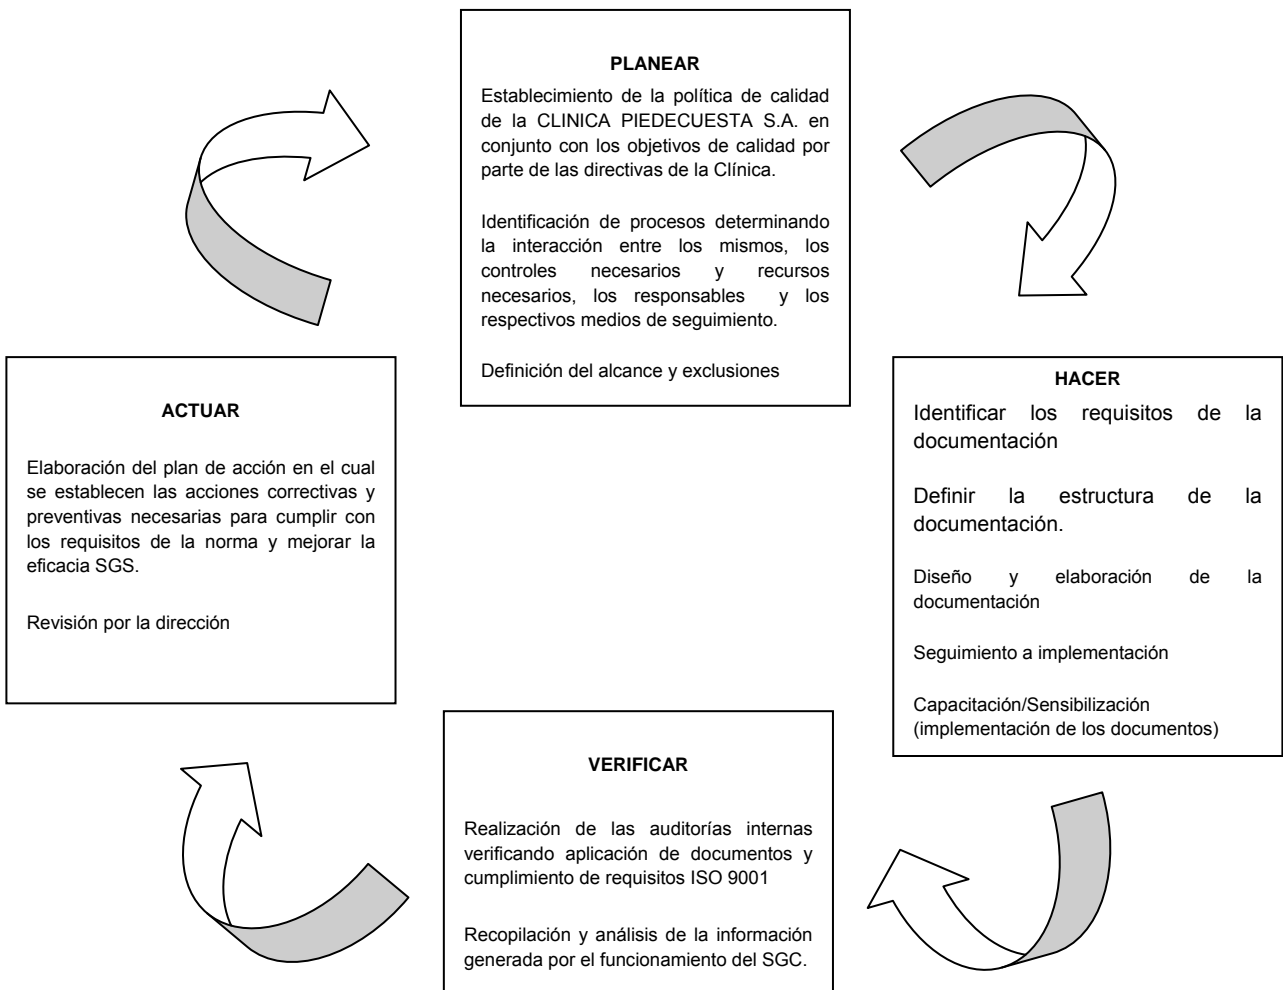 PLANEAR
Establecimiento de la política de calidad
de la CLINICA PIEDECUESTA S.A. en
conjunto con los objetivos de calidad por
parte de las directivas de la Clínica.
Identificación de procesos determinando
la interacción entre los mismos, los
controles necesarios y recursos
necesarios, los responsables y los
respectivos medios de seguimiento.
Definición del alcance y exclusiones
HACER
Identificar los requisitos de la
documentación
Definir la estructura de la
documentación.
Diseño y elaboración de la
documentación
Seguimiento a implementación
Capacitación/Sensibilización
(implementación de los documentos)
VERIFICAR
Realización de las auditorías internas
verificando aplicación de documentos y
cumplimiento de requisitos ISO 9001
Recopilación y análisis de la información
generada por el funcionamiento del SGC.
ACTUAR
Elaboración del plan de acción en el cual
se establecen las acciones correctivas y
preventivas necesarias para cumplir con
los requisitos de la norma y mejorar la
eficacia SGS.
Revisión por la dirección